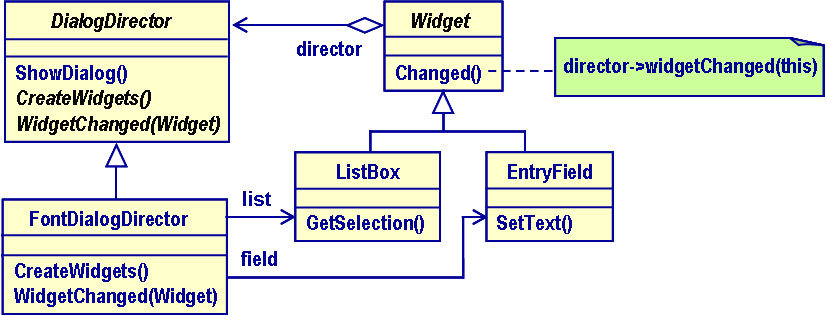 DialogDirector
ShowDialog()
CreateWidgets()
WidgetChanged(Widget)
director
Widget
Changed()
director->widgetChanged(this)
ListBox
GetSelection()
EntryField
SetText()
FontDialogDirector
CreateWidgets()
WidgetChanged(Widget)
list
field